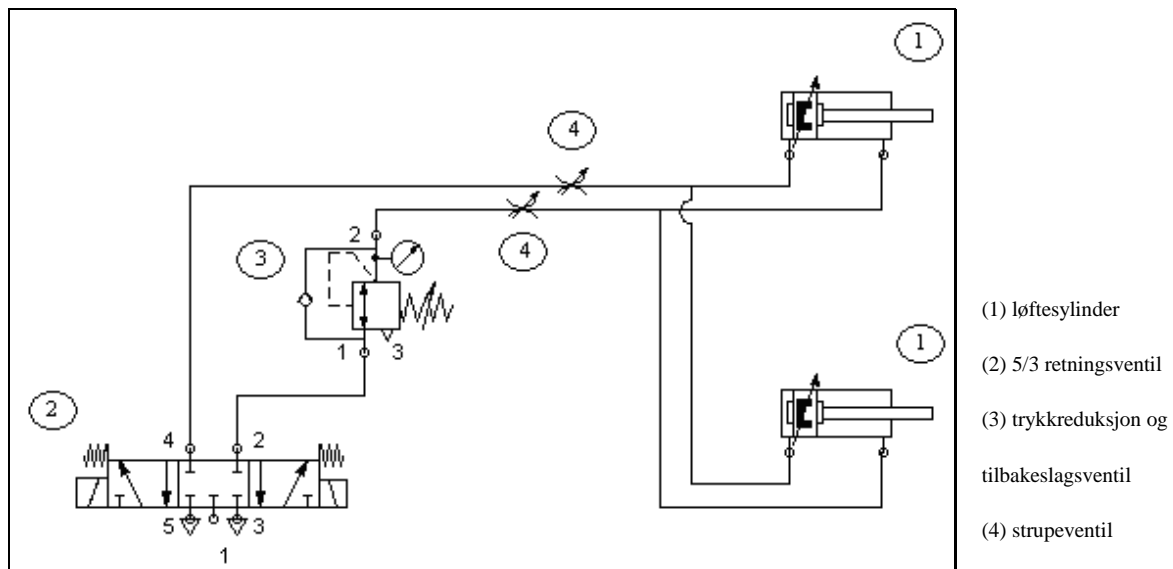 1
4
4
2
3
1
3
1
2
4
2
5
3
1
(1) løftesylinder
(2) 5/3 retningsventil
(3) trykkreduksjon og
tilbakeslagsventil
(4) strupeventil